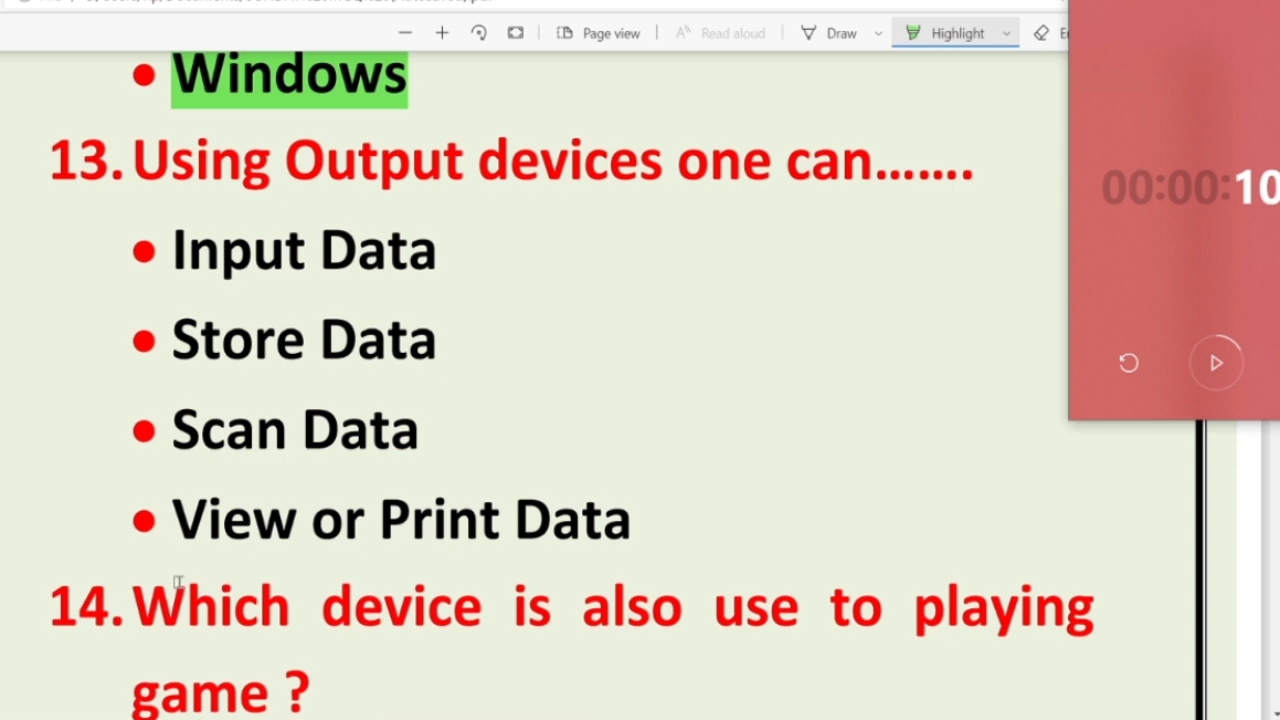 Page view
Read aloud
Draw
Highlight
• Windows
13. Using Output devices one can.......
• Input Data
• Store Data
• Scan Data
• View or Print Data
14. Which device is also use to playing
game ?
00:00:10